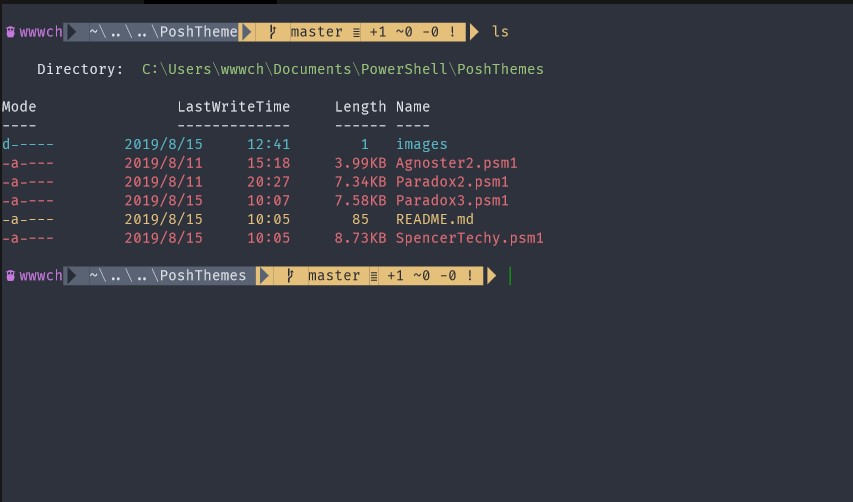 wwwch ~\..\..\PoshTheme master ≡ +1 ~0 -0 ! ls
Directory: C:\Users\wwwch\Documents\PowerShell\PoshThemes
Mode LastWriteTime Length Name
---- ------------- ------ ----
d----- 2019/8/15 12:41 1 images
-a---- 2019/8/11 15:18 3.99KB Agnoster2.psm1
-a---- 2019/8/11 20:27 7.34KB Paradox2.psm1
-a---- 2019/8/15 10:07 7.58KB Paradox3.psm1
-a---- 2019/8/15 10:05 85 README.md
-a---- 2019/8/15 10:05 8.73KB SpencerTechy.psm1
wwwch ~\..\..\PoshThemes master ≡ +1 ~0 -0 !